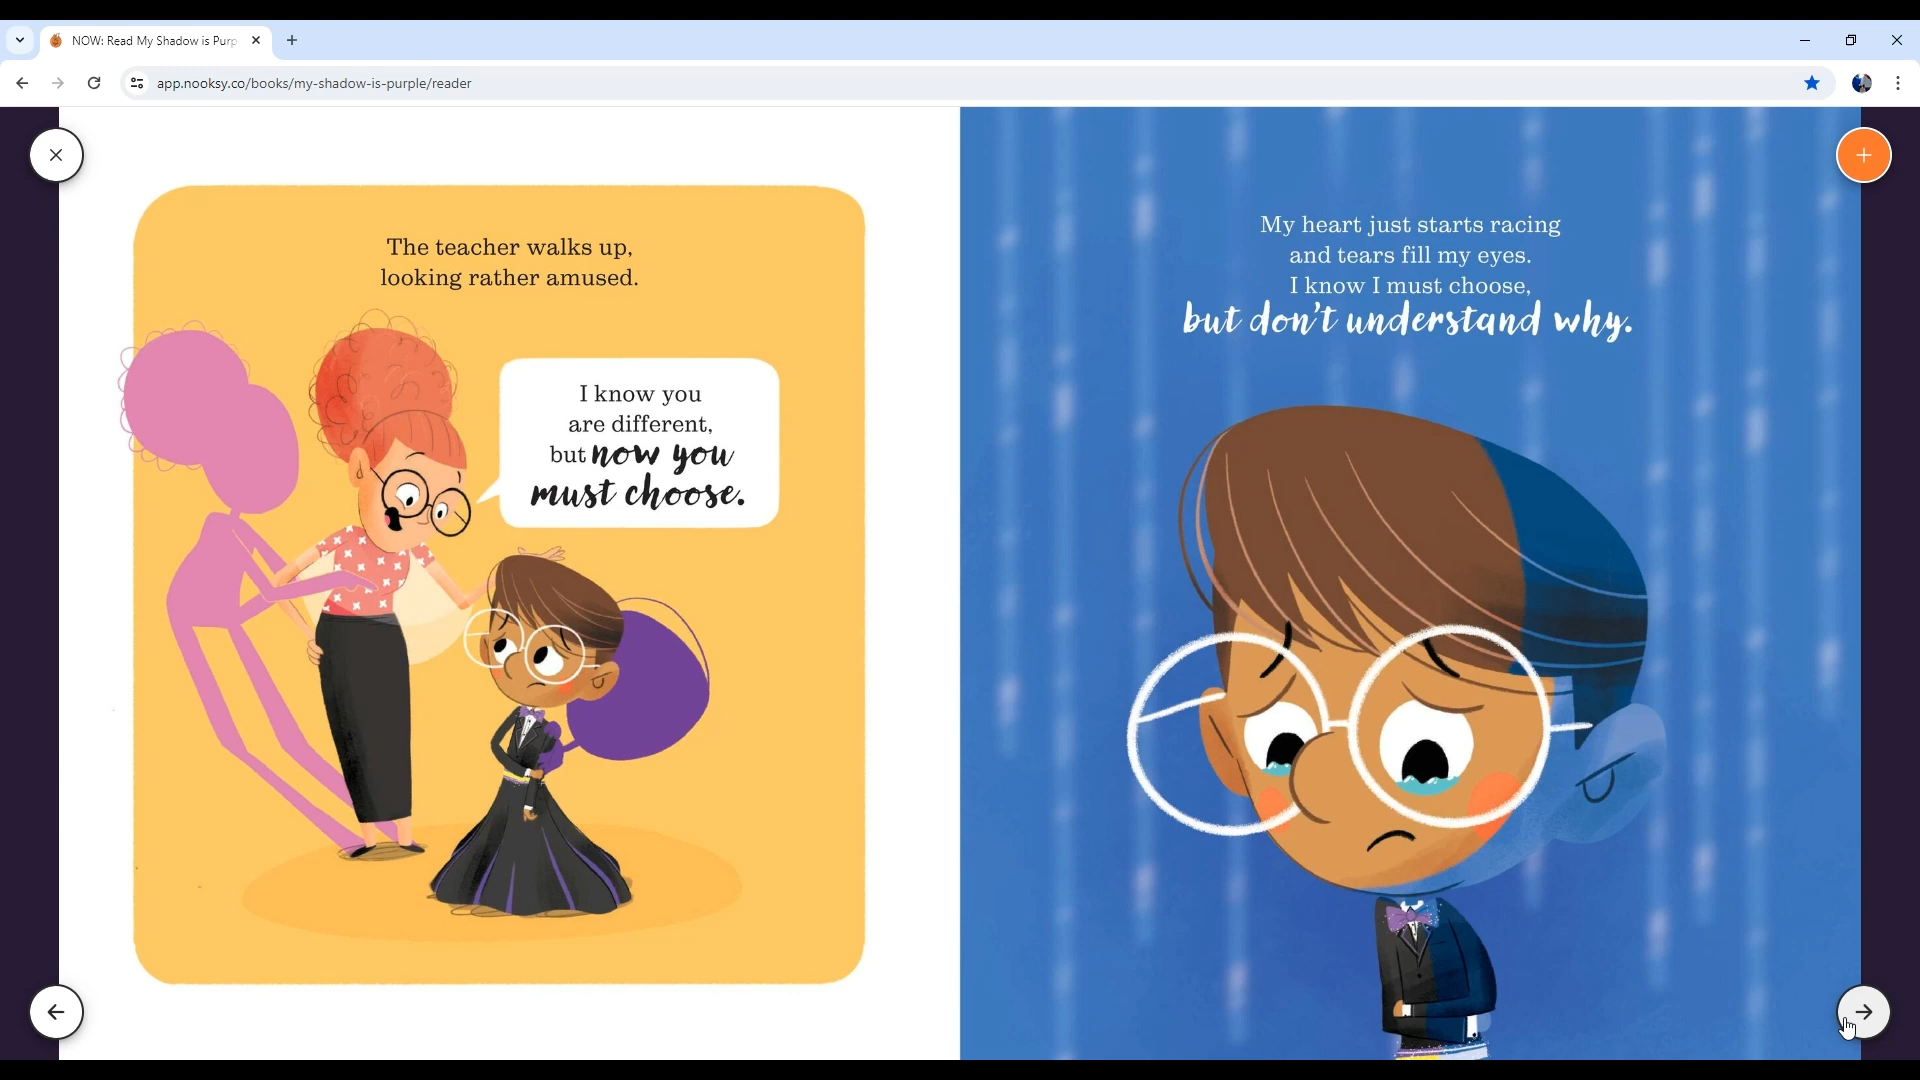 NOW: Read My Shadow is Purp
app.nooksy.co/books/my-shadow-is-purple/reader
The teacher walks up,
looking rather amused.
I know you
are different,
but now you
must choose.
My heart just starts racing
and tears fill my eyes.
I know I must choose,
but don't understand why.